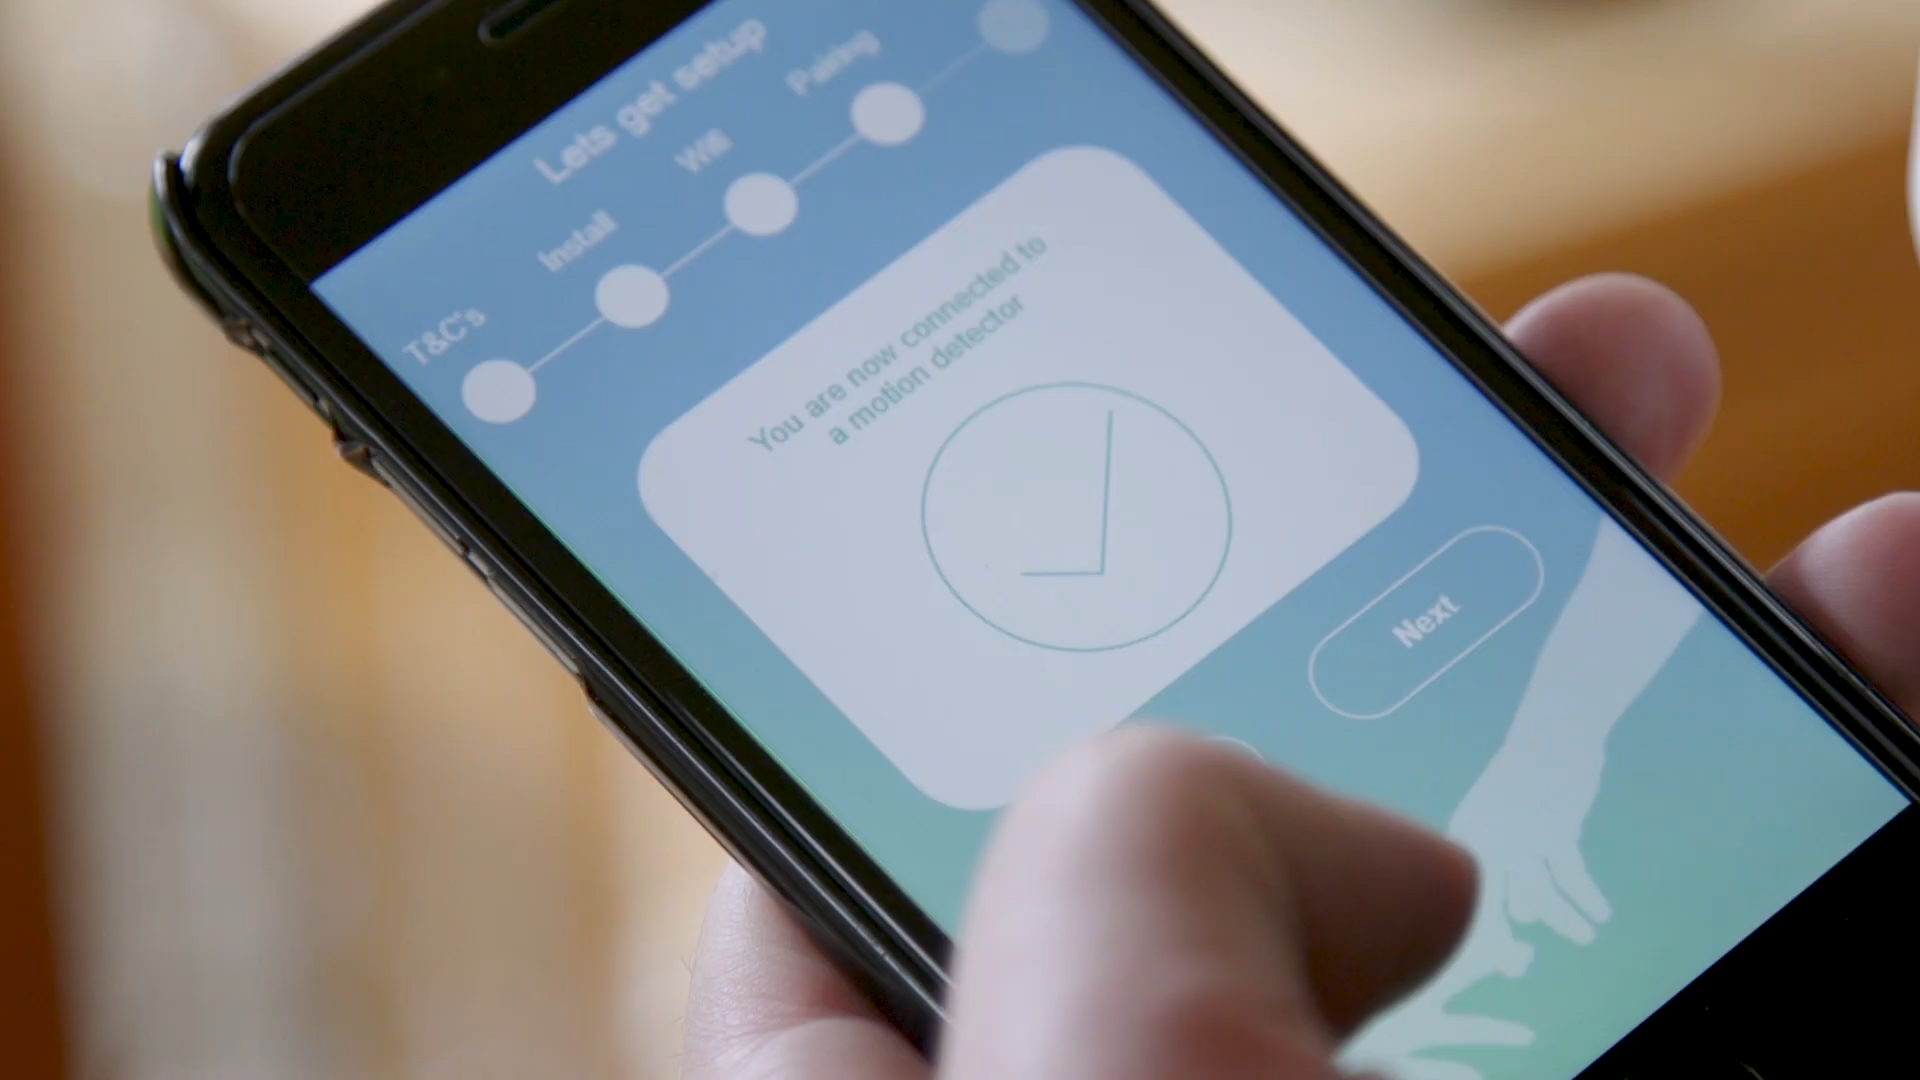 Lets get setup
T&C's
Install
Wifi
Pairing
You are now connected to
a motion detector
Next